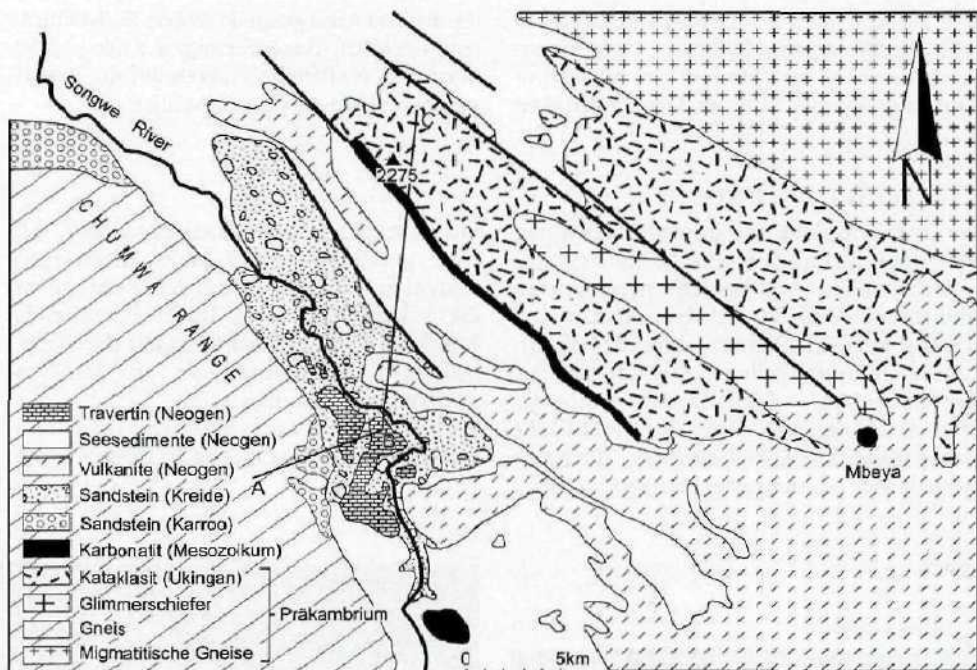 Songwe River
C
2275
CHUMWA RANGE
N
Travertin (Neogen)
Seesedimente (Neogen)
Vulkanite (Neogen)
Sandstein (Kreide)
Sandstein (Karroo)
Karbonatit (Mesozoikum)
Kataklasit (Ukingan)
Glimmerschiefer
Gneis
Migmatitische Gneise
Präkambrium
A
Mbeya
0 5km